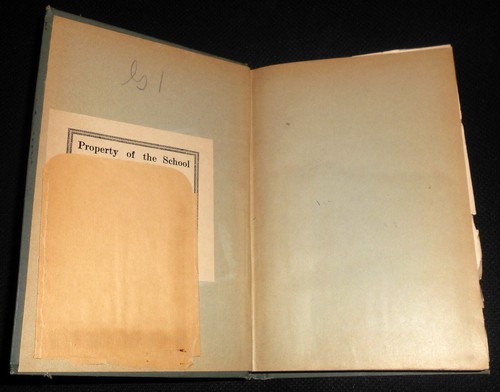 Property of the School